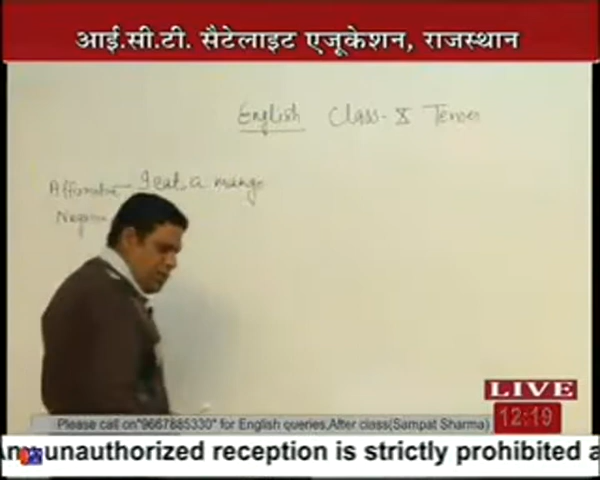 आई.सी.टी. सैटेलाइट एजूकेशन, राजस्थान
English Class-X Tenses
Affirmative - I eat a mango
LIVE
12:19
Please call on"9667885330" for English queries,After class(Sampat Sharma)
unauthorized reception is strictly prohibited a